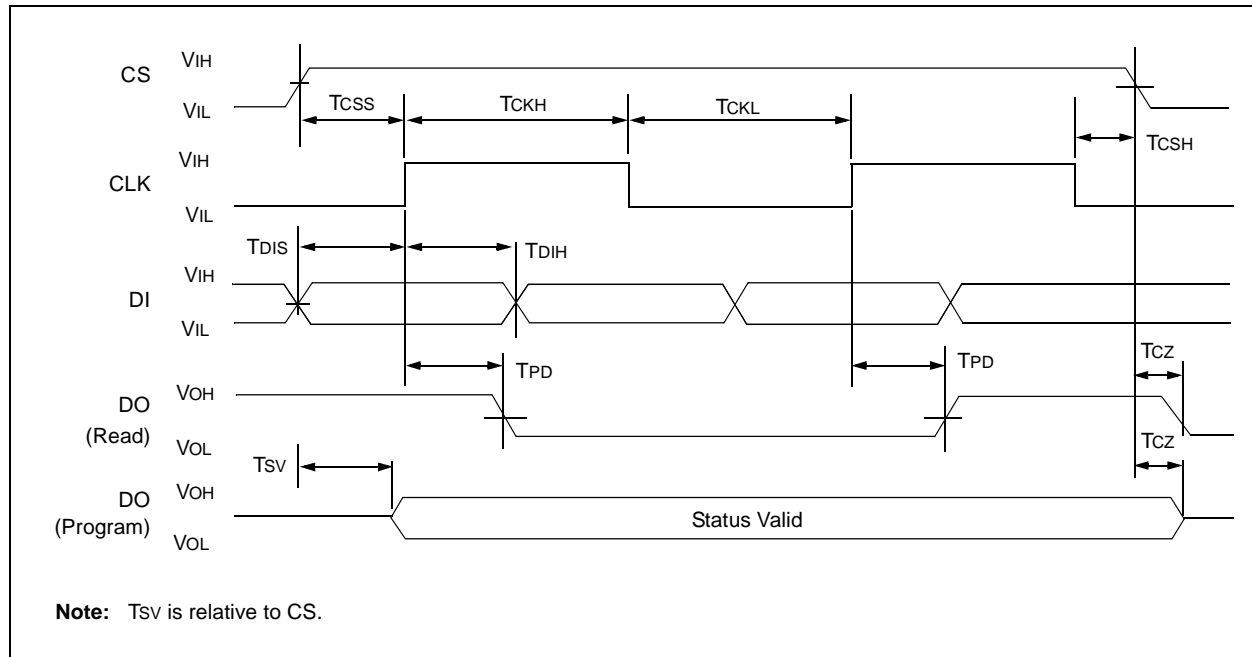 CS
VIH
VIL
TCSS
TCKH
TCKL
TCSH
CLK
VIH
VIL
TDIS
TDIH
DI
VIH
VIL
TPD
TPD
TCZ
DO
(Read)
VOH
VOL
TCZ
TSV
DO
(Program)
VOH
VOL
Status Valid
Note: TSV is relative to CS.